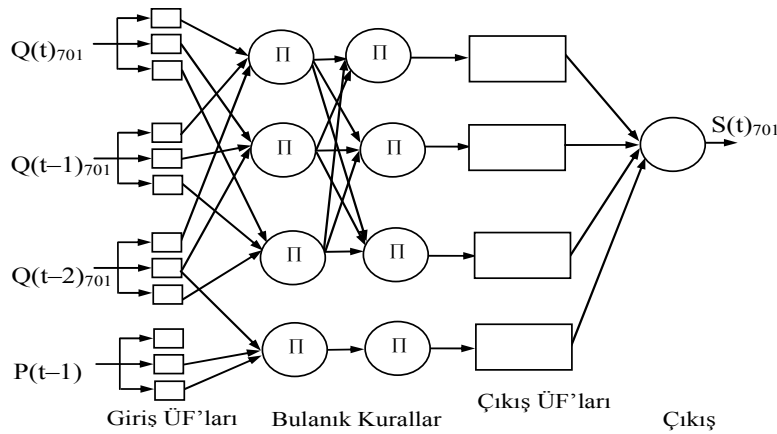 Q(t)701
Π
Π
Q(t−1)701
Π
Π
S(t)701
Q(t−2)701
Π
Π
P(t−1)
Π
Π
Giriş ÜF’ları
Bulanık Kurallar
Çıkış ÜF’ları
Çıkış